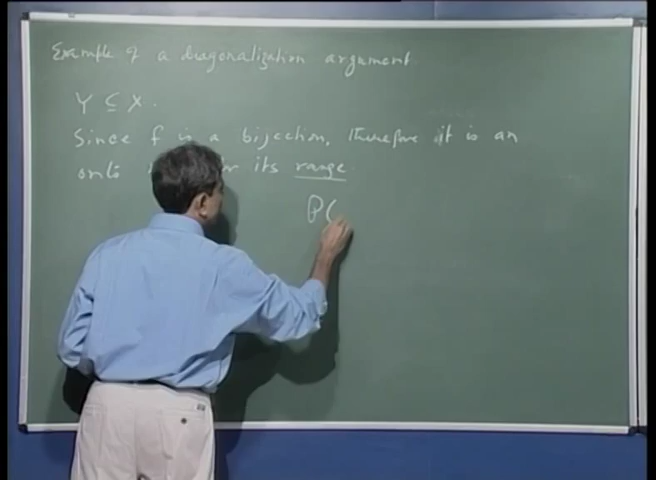 Example of a diagonalization argument
Y ⊆ X.
Since f is a bijection, therefore it is an
onto its range
P(